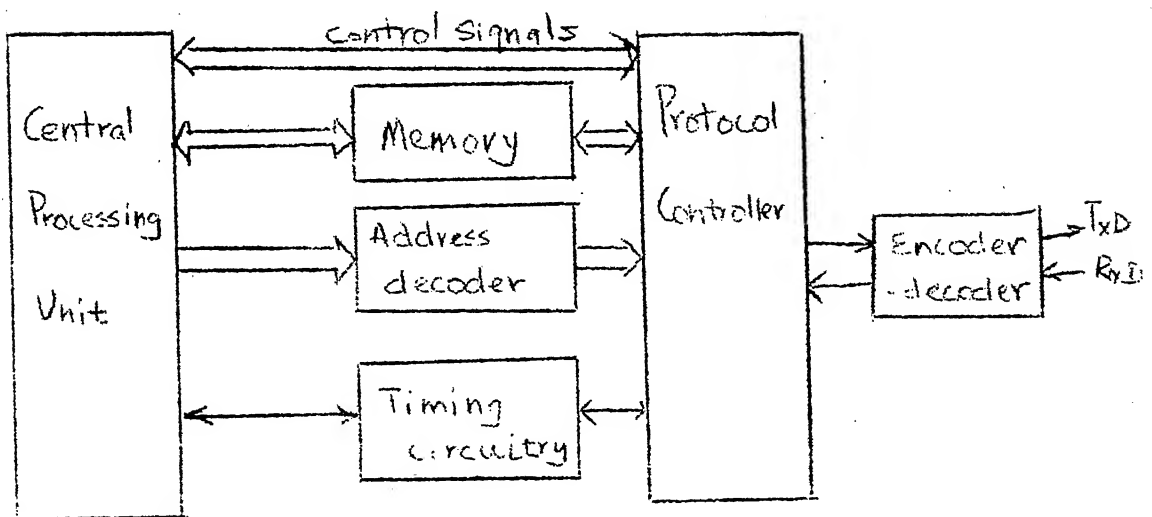 control signals
Central
Processing
Unit
Memory
Address
decoder
Timing
circuitry
Protocol
Controller
Encoder
-decoder
TxD
RxD